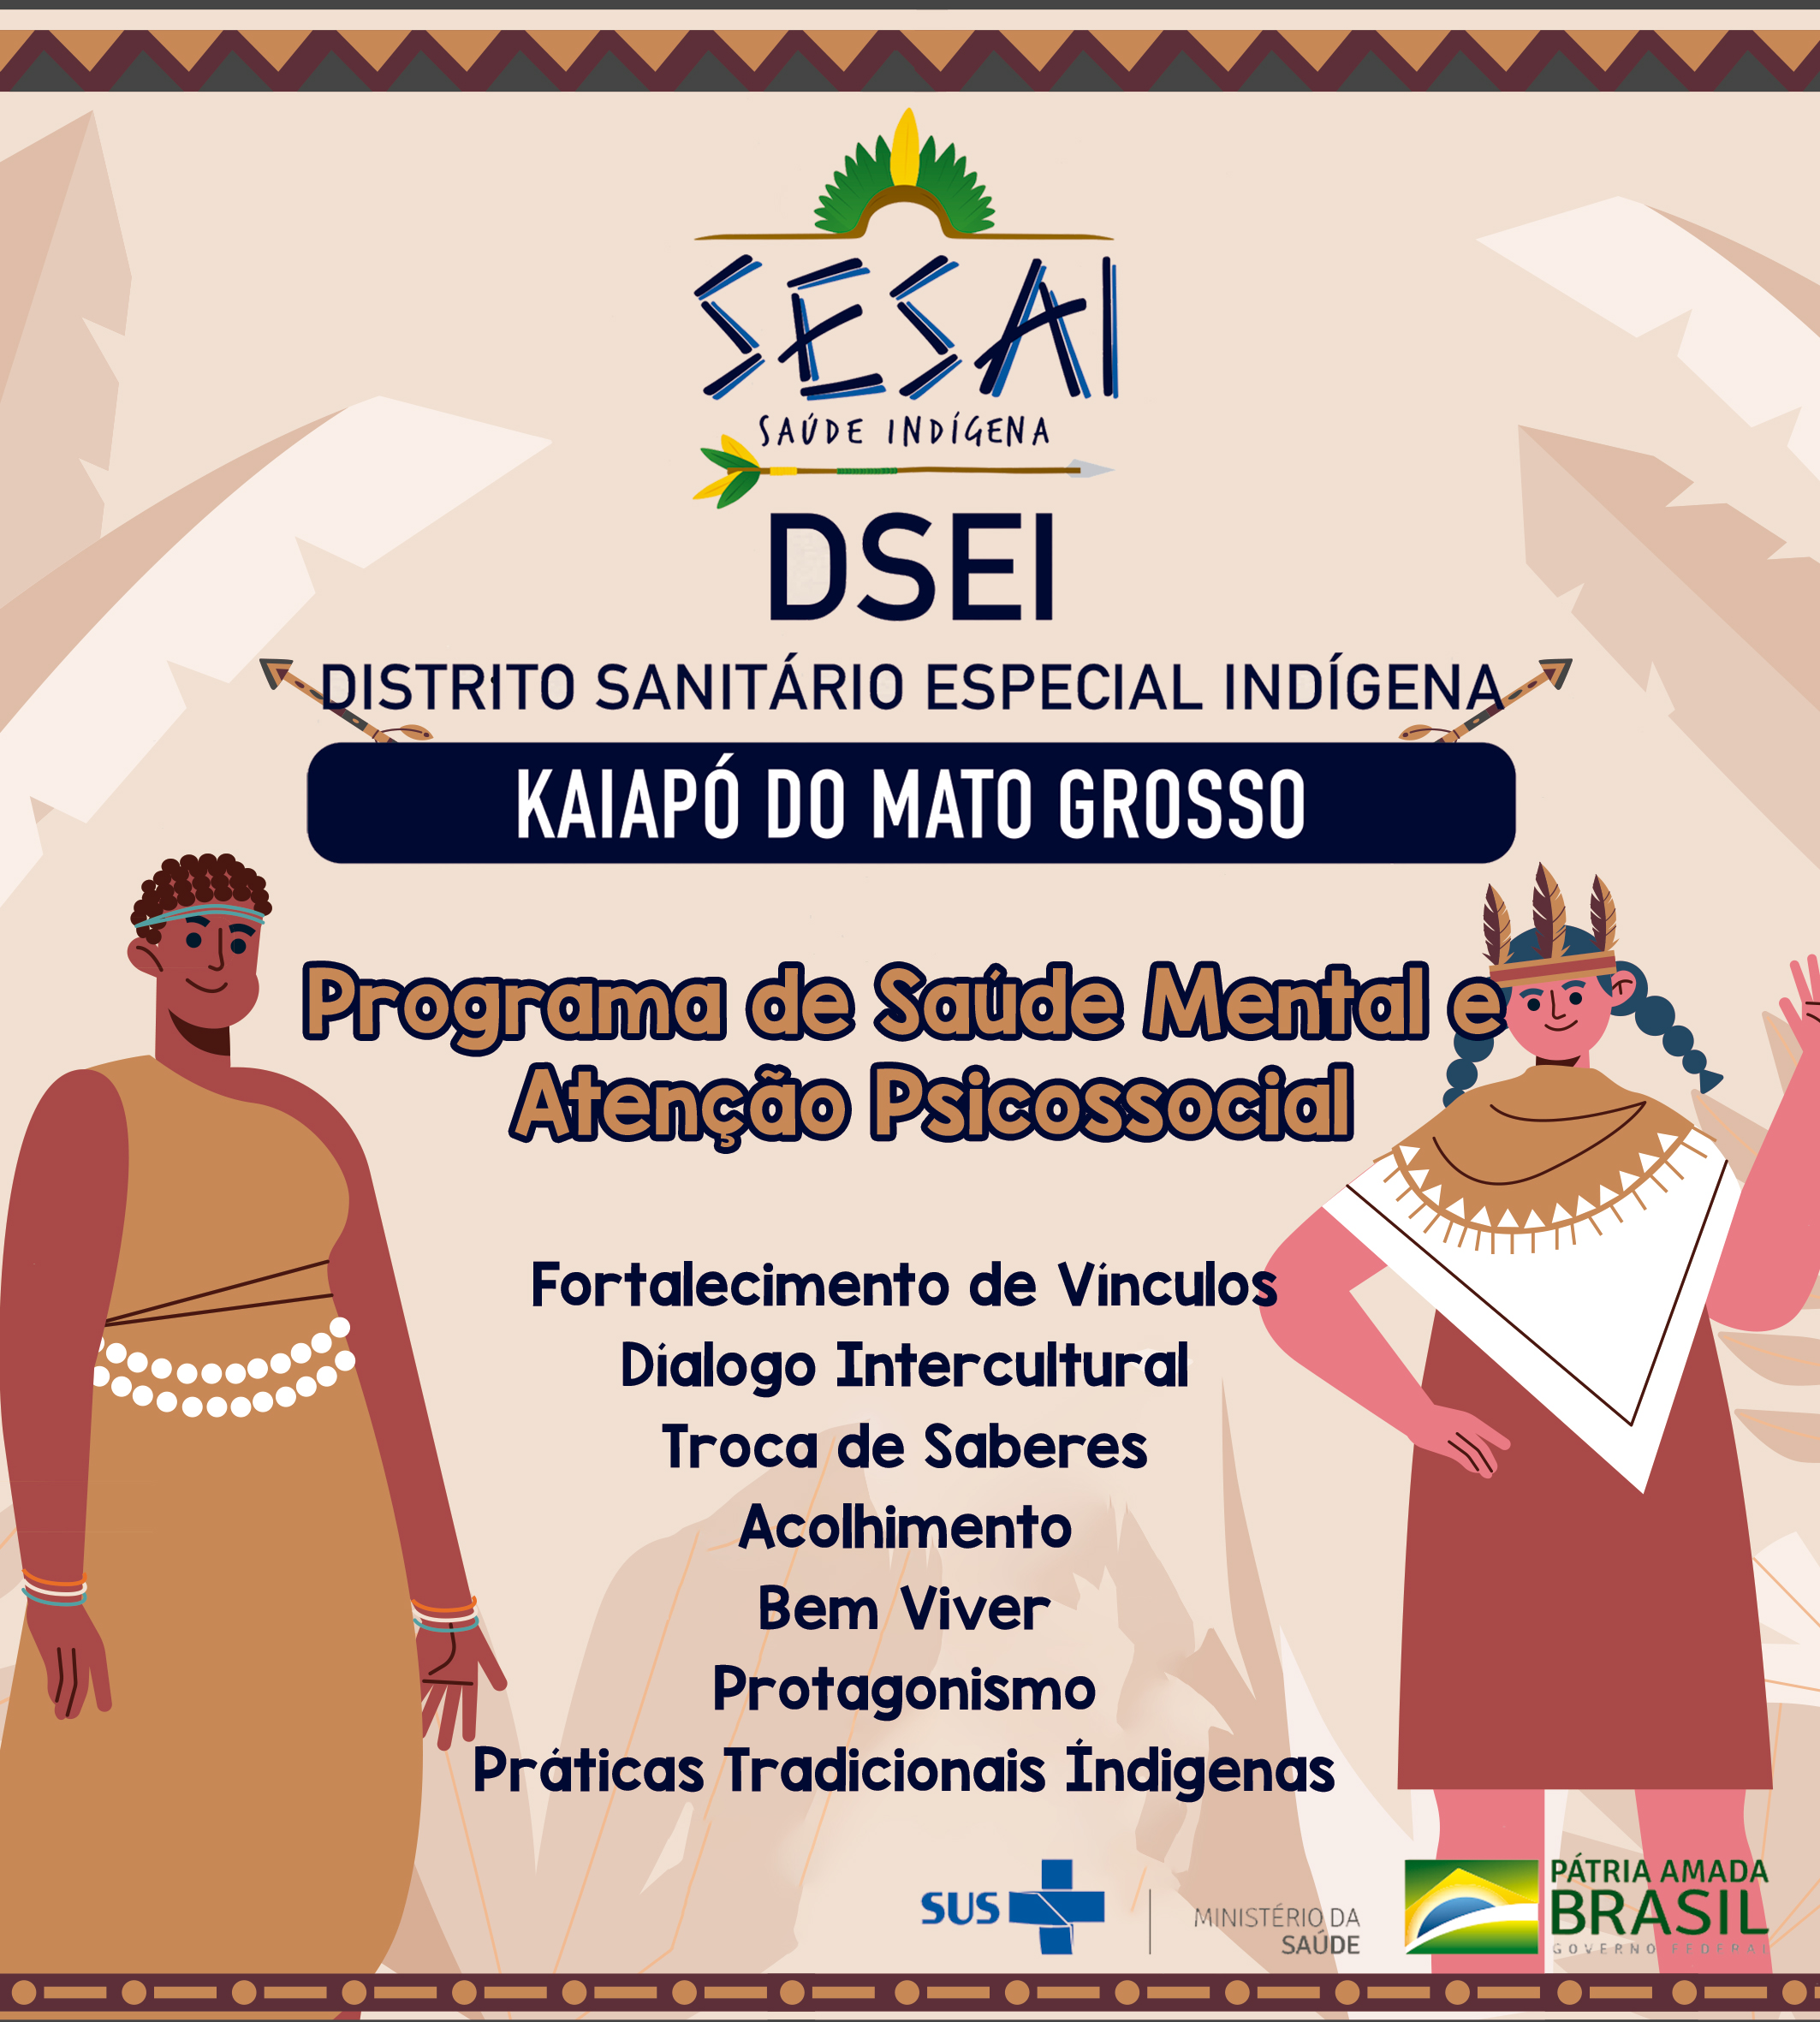 SESAI
SAÚDE INDÍGENA
DSEI
DISTRITO SANITÁRIO ESPECIAL INDÍGENA
KAIAPÓ DO MATO GROSSO
Programa de Saúde Mental e
Atenção Psicossocial
Fortalecimento de Vínculos
Díalogo Intercultural
Troca de Saberes
Acolhimento
Bem Viver
Protagonismo
Práticas Tradicionais Índigenas
SUS
MINISTÉRIO DA
SAÚDE
PÁTRIA AMADA
BRASIL
GOVERNO FEDERAL